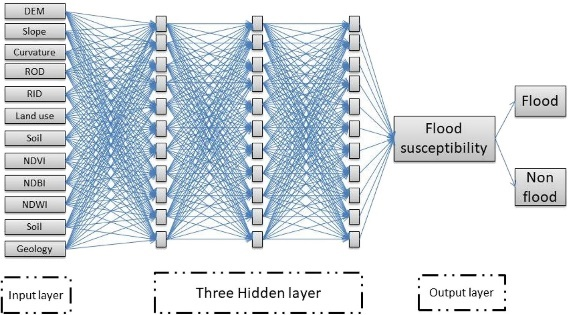 DEM
Slope
Curvature
ROD
RID
Land use
Soil
NDVI
NDBI
NDWI
Soil
Geology
Flood
susceptibility
Flood
Non
flood
Input layer
Three Hidden layer
Output layer